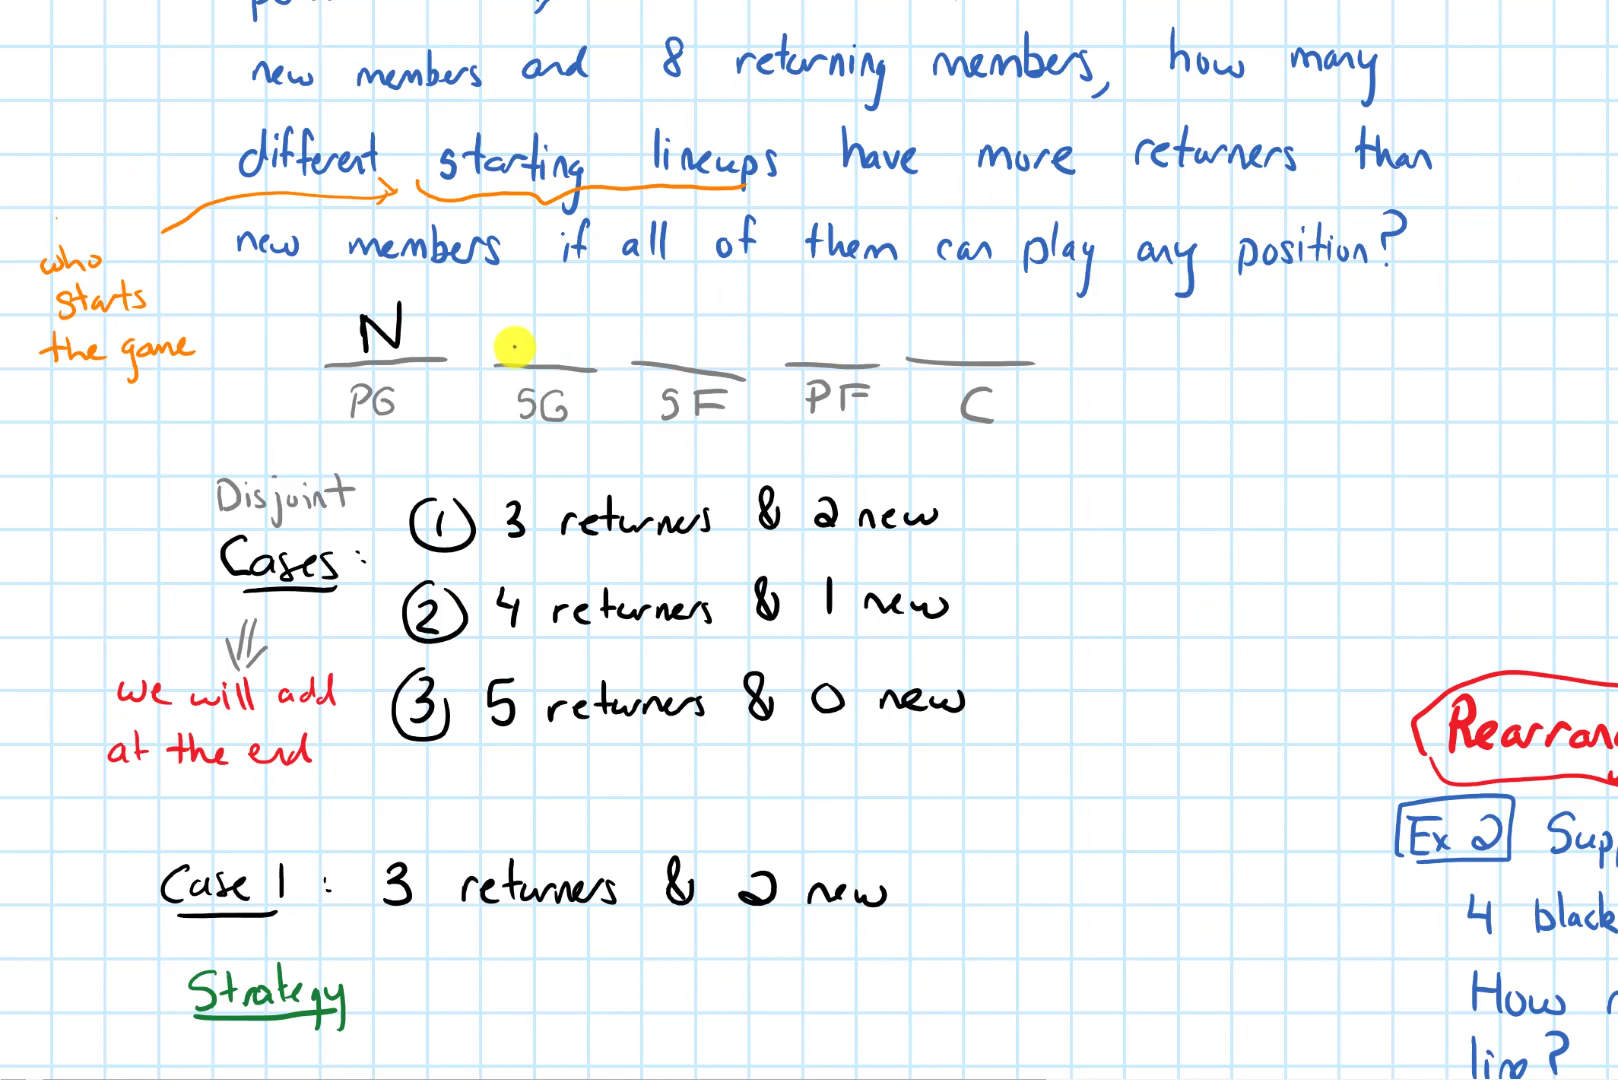 new members and 8 returning members, how many
different starting lineups have more returners than
new members if all of them can play any position?
who
starts
the game
N
PG SG SF PF C
Disjoint
Cases:
① 3 returners & 2 new
② 4 returners & 1 new
③ 5 returners & 0 new
we will add
at the end
Case 1: 3 returners & 2 new
Strategy
Ex 2
4 black
How
line?